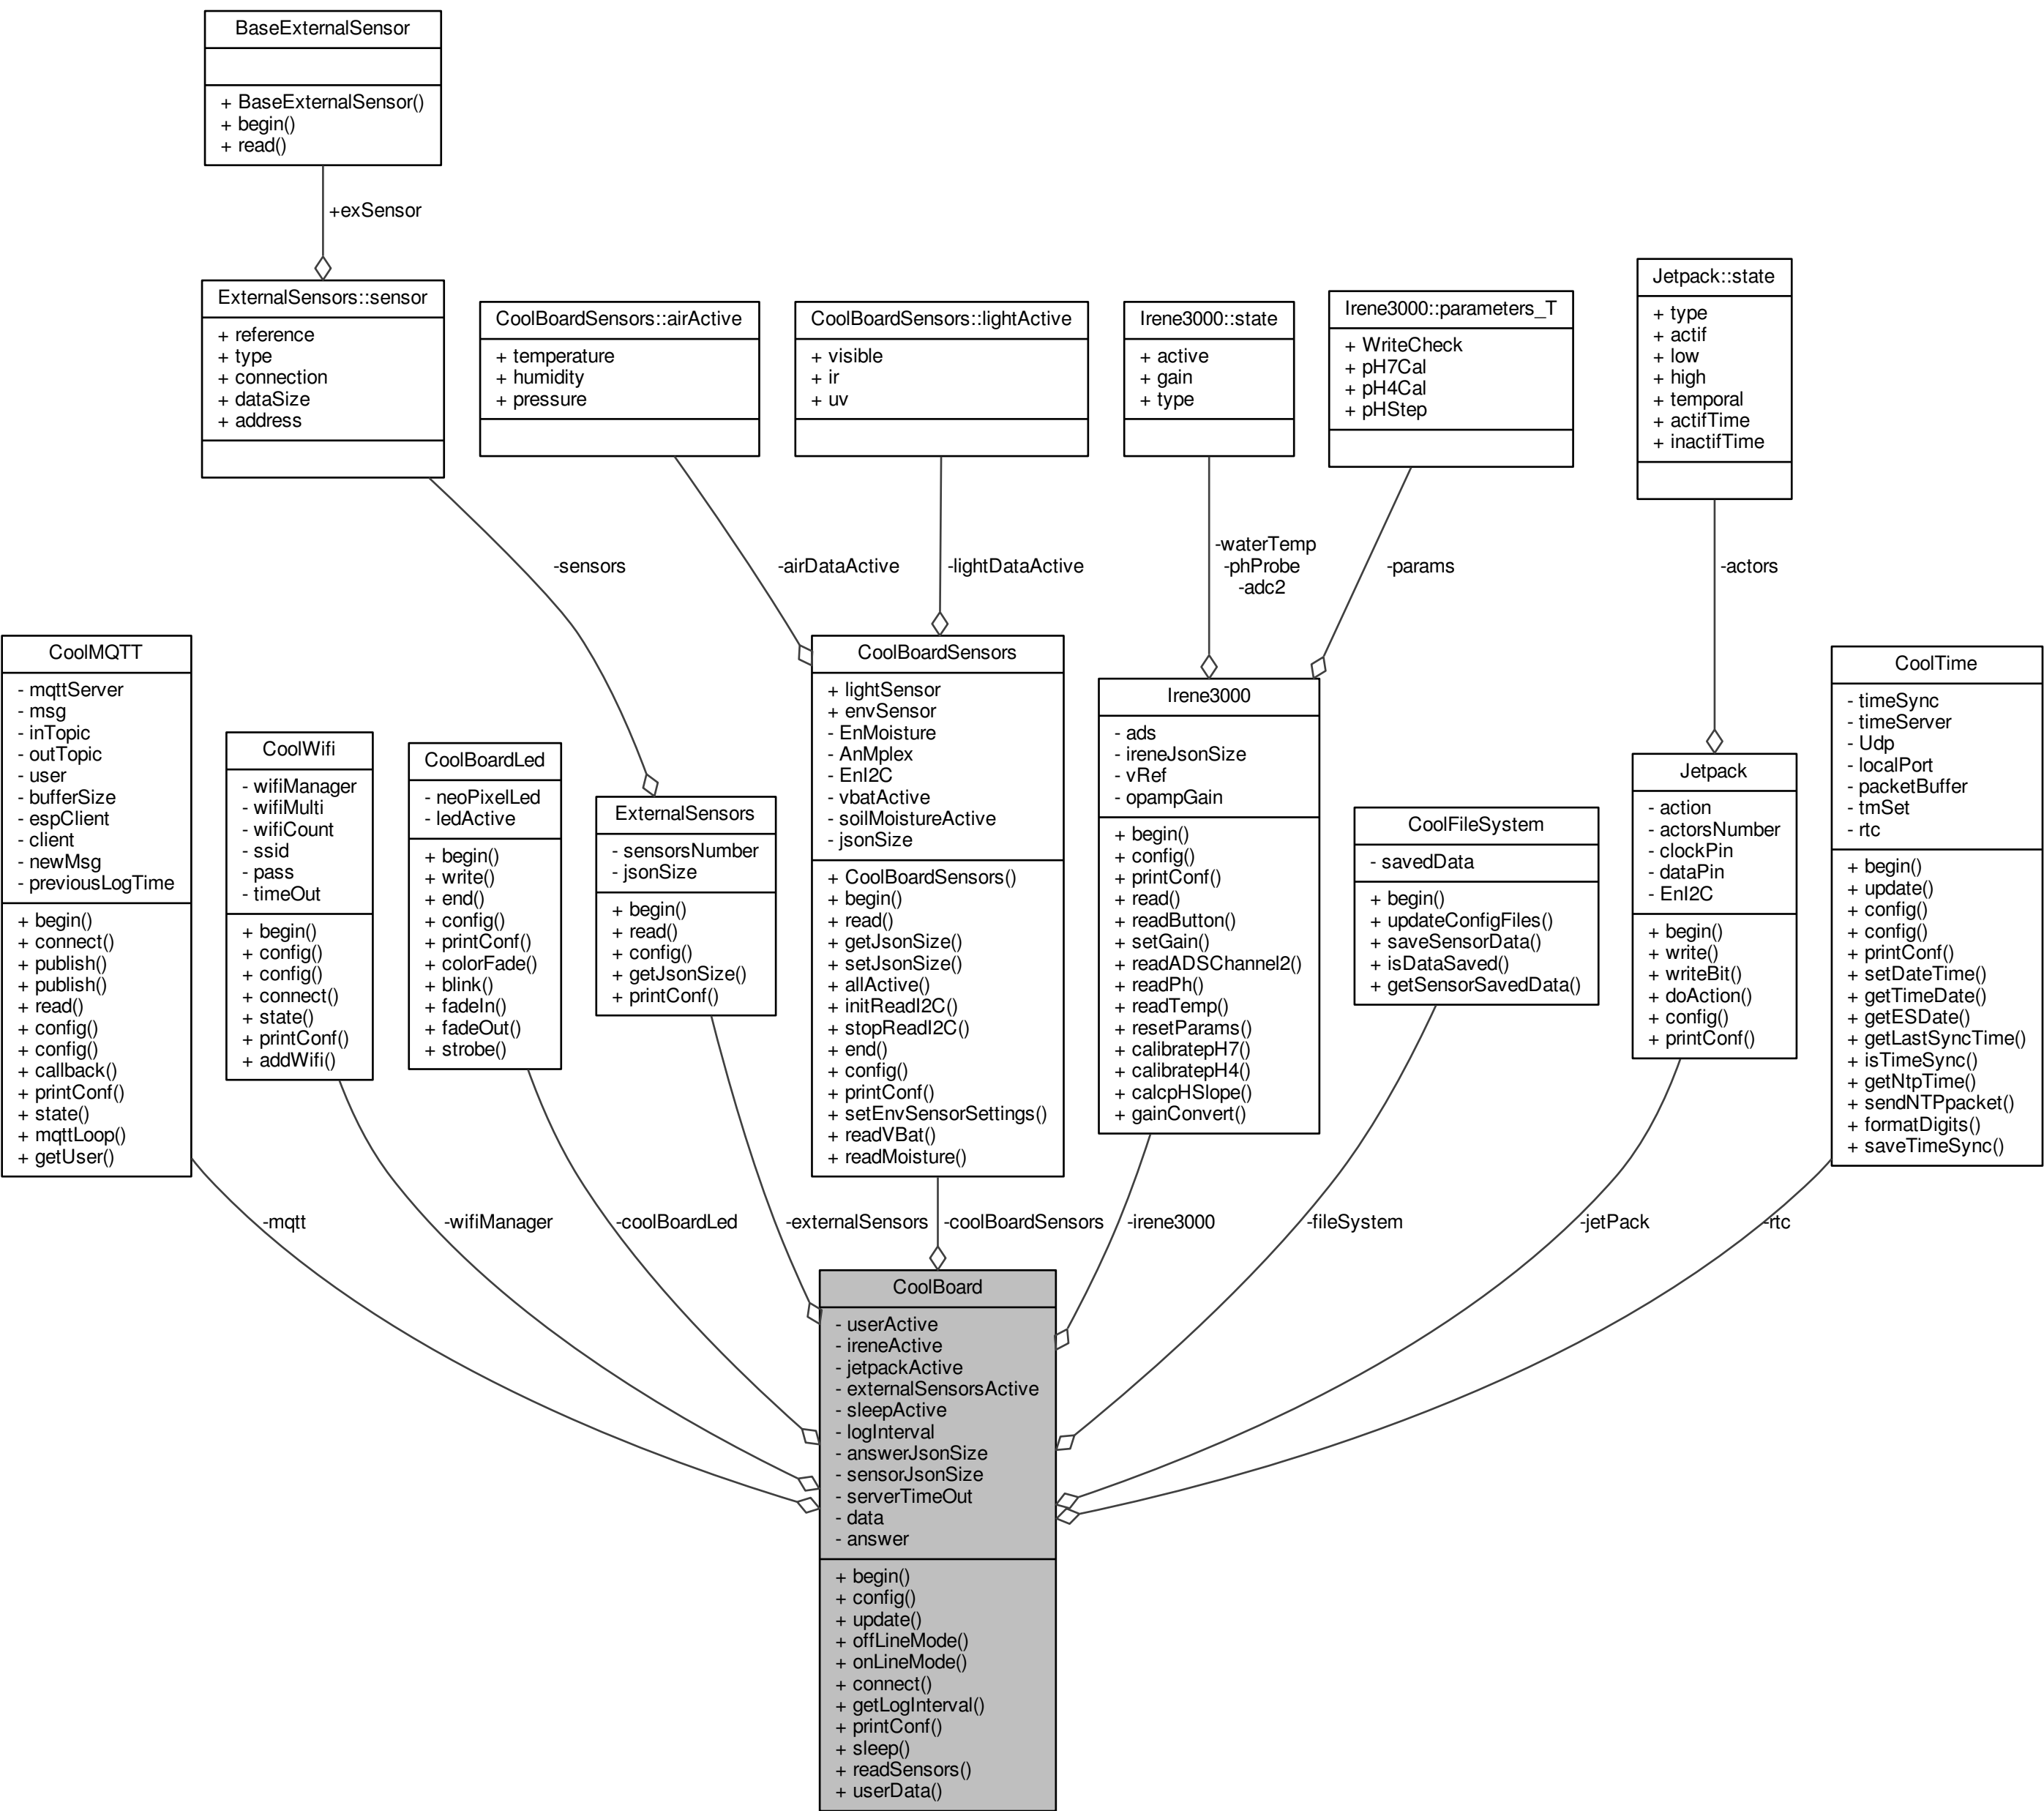 BaseExternalSensor
+ BaseExternalSensor()
+ begin()
+ read()
+exSensor
ExternalSensors::sensor
+ reference
+ type
+ connection
+ dataSize
+ address
CoolBoardSensors::airActive
+ temperature
+ humidity
+ pressure
CoolBoardSensors::lightActive
+ visible
+ ir
+ uv
Irene3000::state
+ active
+ gain
+ type
Irene3000::parameters_T
+ WriteCheck
+ pH7Cal
+ pH4Cal
+ pHStep
Jetpack::state
+ type
+ actif
+ low
+ high
+ temporal
+ actifTime
+ inactifTime
-sensors
-airDataActive
-lightDataActive
-waterTemp
-phProbe
-adc2
-params
-actors
CoolMQTT
- mqttServer
- msg
- inTopic
- outTopic
- user
- bufferSize
- espClient
- client
- newMsg
- previousLogTime
+ begin()
+ connect()
+ publish()
+ publish()
+ read()
+ config()
+ config()
+ callback()
+ printConf()
+ state()
+ mqttLoop()
+ getUser()
CoolWifi
- wifiManager
- wifiMulti
- wifiCount
- ssid
- pass
- timeOut
+ begin()
+ config()
+ config()
+ connect()
+ state()
+ printConf()
+ addWifi()
CoolBoardLed
- neoPixelLed
- ledActive
+ begin()
+ write()
+ end()
+ config()
+ printConf()
+ colorFade()
+ blink()
+ fadeIn()
+ fadeOut()
+ strobe()
ExternalSensors
- sensorsNumber
- jsonSize
+ begin()
+ read()
+ config()
+ getJsonSize()
+ printConf()
CoolBoardSensors
+ lightSensor
+ envSensor
- EnMoisture
- AnMplex
- EnI2C
- vbatActive
- soilMoistureActive
- jsonSize
+ CoolBoardSensors()
+ begin()
+ read()
+ getJsonSize()
+ setJsonSize()
+ allActive()
+ initReadI2C()
+ stopReadI2C()
+ end()
+ config()
+ printConf()
+ setEnvSensorSettings()
+ readVBat()
+ readMoisture()
Irene3000
- ads
- ireneJsonSize
- vRef
- opampGain
+ begin()
+ config()
+ printConf()
+ read()
+ readButton()
+ setGain()
+ readADSChannel2()
+ readPh()
+ readTemp()
+ resetParams()
+ calibratepH7()
+ calibratepH4()
+ calcpHSlope()
+ gainConvert()
CoolFileSystem
- savedData
+ begin()
+ updateConfigFiles()
+ saveSensorData()
+ isDataSaved()
+ getSensorSavedData()
Jetpack
- action
- actorsNumber
- clockPin
- dataPin
- EnI2C
+ begin()
+ write()
+ writeBit()
+ doAction()
+ config()
+ printConf()
CoolTime
- timeSync
- timeServer
- Udp
- localPort
- packetBuffer
- tmSet
- rtc
+ begin()
+ update()
+ config()
+ config()
+ printConf()
+ setDateTime()
+ getTimeDate()
+ getESDate()
+ getLastSyncTime()
+ isTimeSync()
+ getNtpTime()
+ sendNTPpacket()
+ formatDigits()
+ saveTimeSync()
-mqtt
-wifiManager
-coolBoardLed
-externalSensors
-coolBoardSensors
-irene3000
-fileSystem
-jetPack
-rtc
CoolBoard
- userActive
- ireneActive
- jetpackActive
- externalSensorsActive
- sleepActive
- logInterval
- answerJsonSize
- sensorJsonSize
- serverTimeOut
- data
- answer
+ begin()
+ config()
+ update()
+ offLineMode()
+ onLineMode()
+ connect()
+ getLogInterval()
+ printConf()
+ sleep()
+ readSensors()
+ userData()